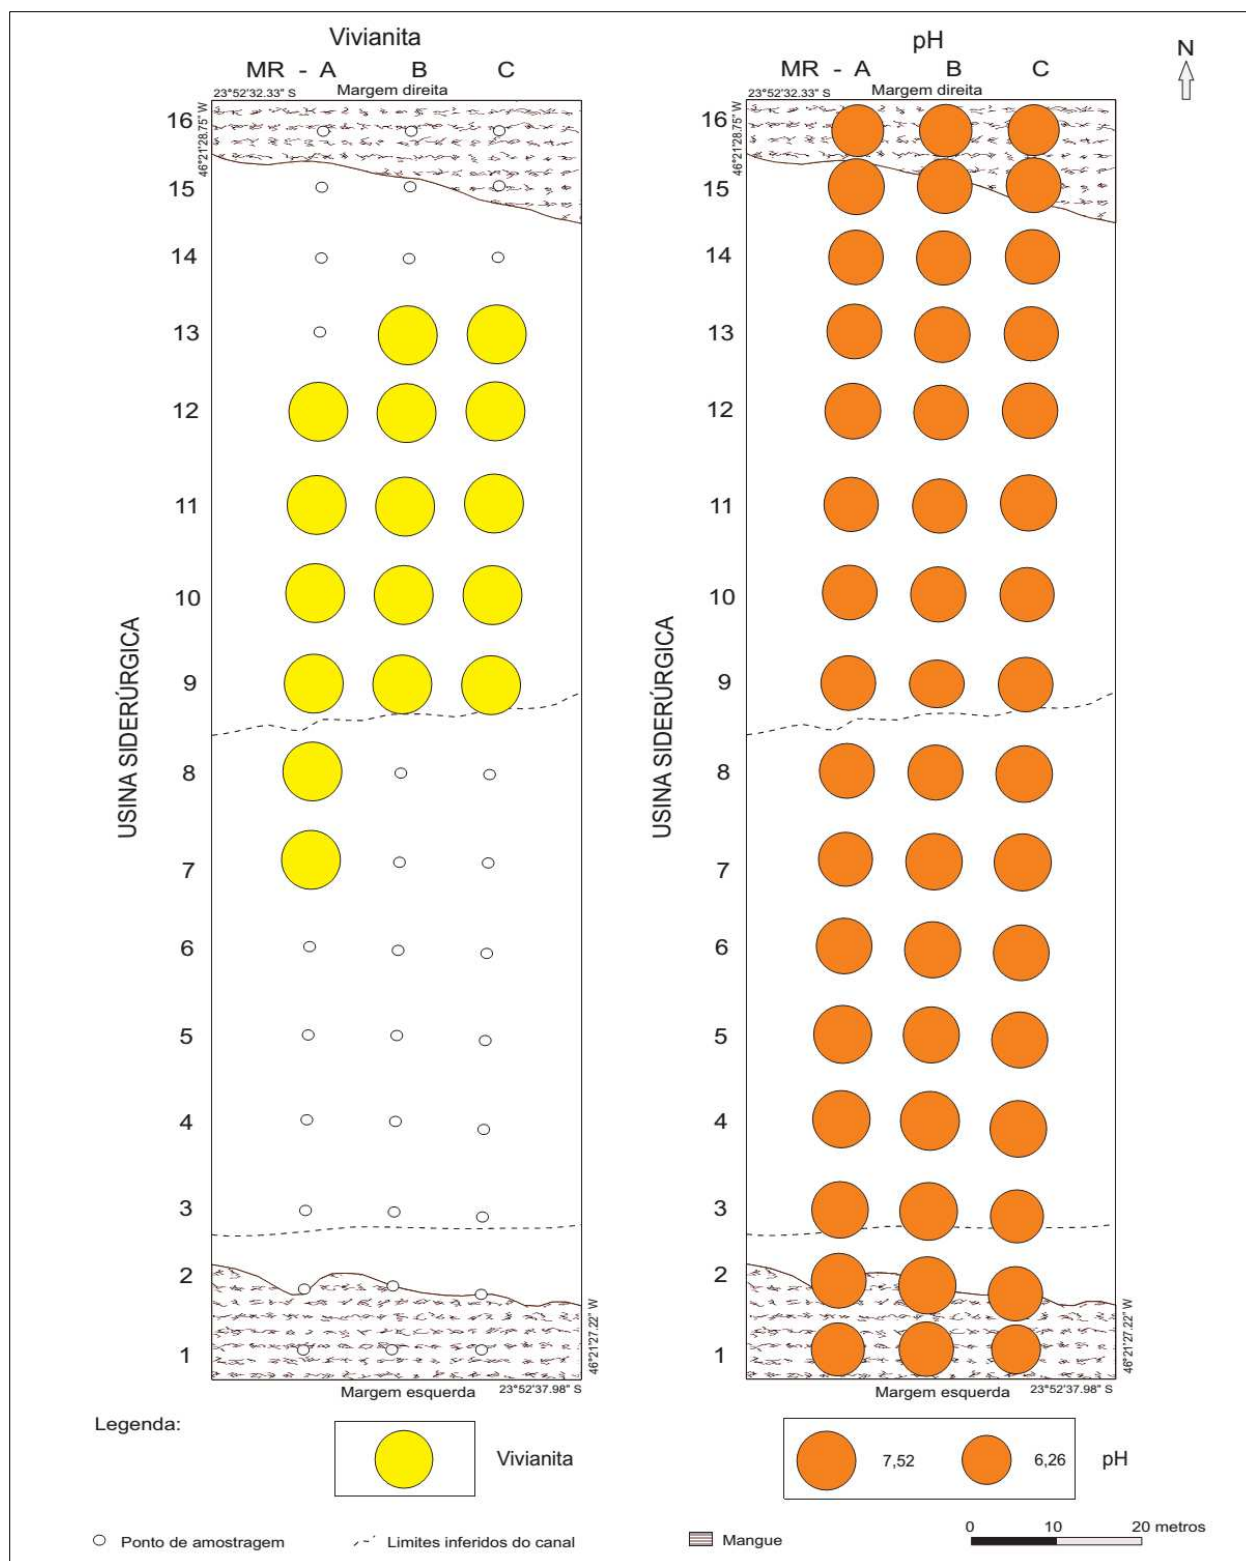 Vivianita
MR - A B C
23°52'32.33" S
Margem direita
46°21'28.75" W
16
15
14
13
12
11
10
9
8
7
6
5
4
3
2
1
USINA SIDERÚRGICA
46°21'27.22" W
Margem esquerda
23°52'37.98" S
pH
MR - A B C
23°52'32.33" S
Margem direita
46°21'28.75" W
16
15
14
13
12
11
10
9
8
7
6
5
4
3
2
1
USINA SIDERÚRGICA
46°21'27.22" W
Margem esquerda
23°52'37.98" S
N
Legenda:
Vivianita
7,52 6,26 pH
Ponto de amostragem
Limites inferidos do canal
Mangue
0 10 20 metros